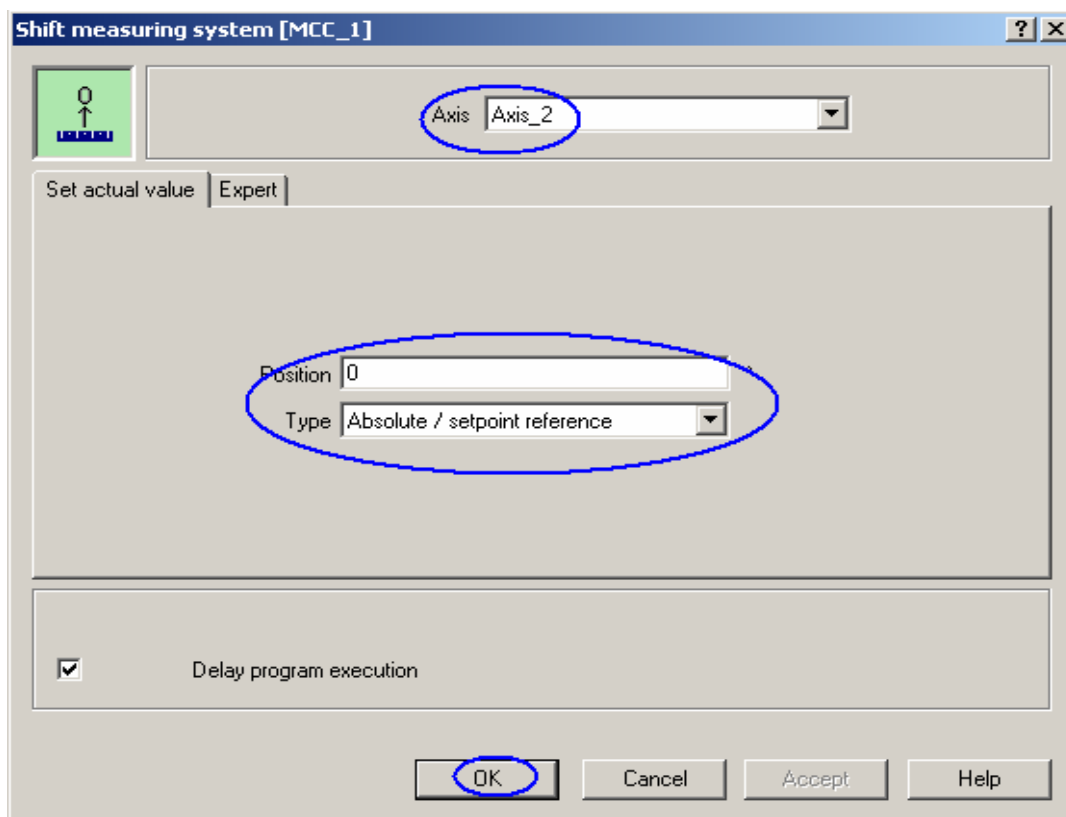 Shift measuring system [MCC_1]
0
Axis Axis_2
Set actual value Expert
Position 0 °
Type Absolute / setpoint reference
Delay program execution
OK Cancel Accept Help